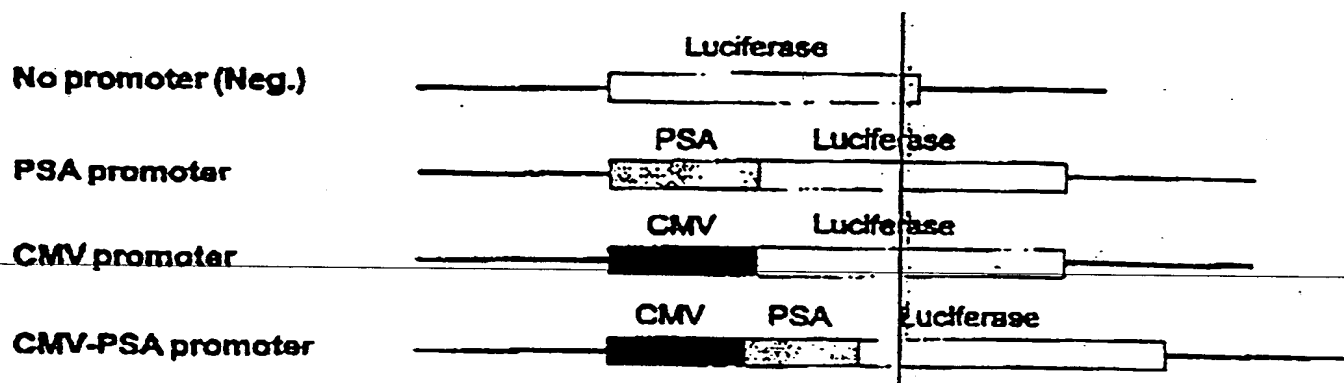 Luciferase
No promoter (Neg.)
PSA Luciferase
PSA promoter
CMV Luciferase
CMV promoter
CMV PSA Luciferase
CMV-PSA promoter